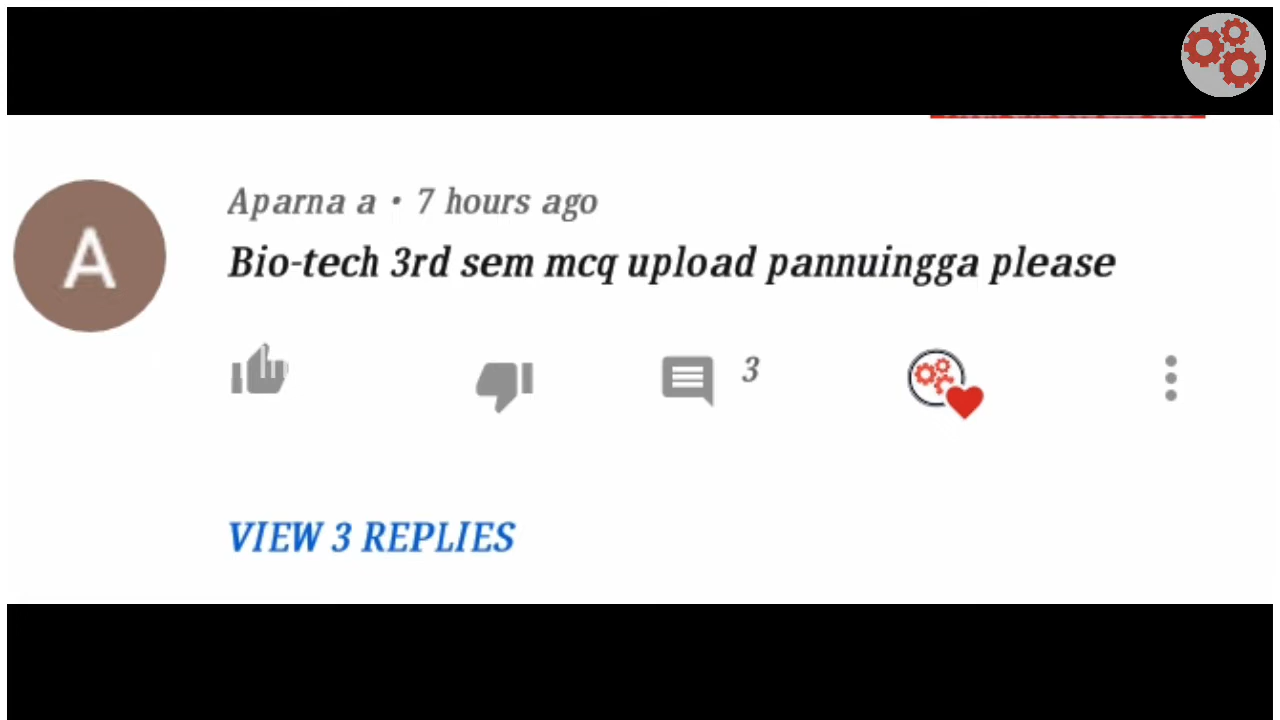 A
Aparna a • 7 hours ago
Bio-tech 3rd sem mcq upload pannuingga please
3
VIEW 3 REPLIES